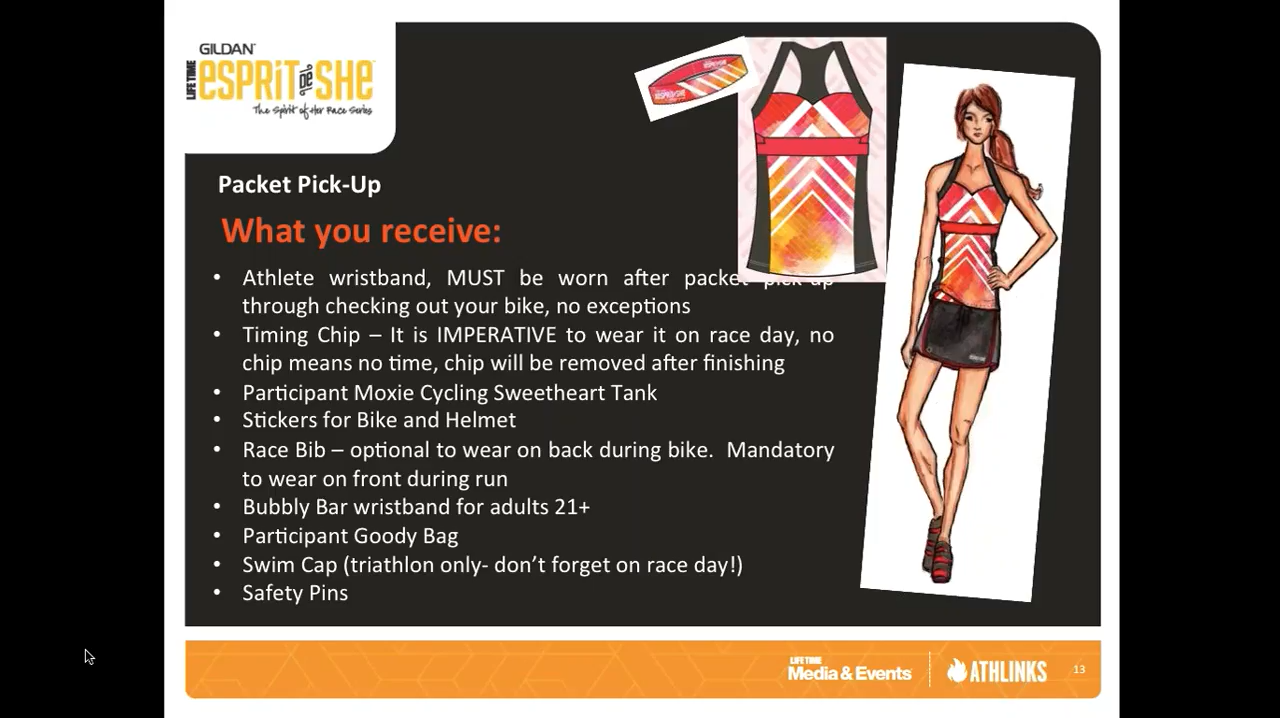 GILDAN
LIFE TIME
ESPRIT de SHE
The Spirit of Her Race Series
Packet Pick-Up
What you receive:
• Athlete wristband, MUST be worn after packet pick-up
through checking out your bike, no exceptions
• Timing Chip – It is IMPERATIVE to wear it on race day, no
chip means no time, chip will be removed after finishing
• Participant Moxie Cycling Sweetheart Tank
• Stickers for Bike and Helmet
• Race Bib – optional to wear on back during bike. Mandatory
to wear on front during run
• Bubbly Bar wristband for adults 21+
• Participant Goody Bag
• Swim Cap (triathlon only- don’t forget on race day!)
• Safety Pins
LIFE TIME
Media & Events
ATHLINKS
13